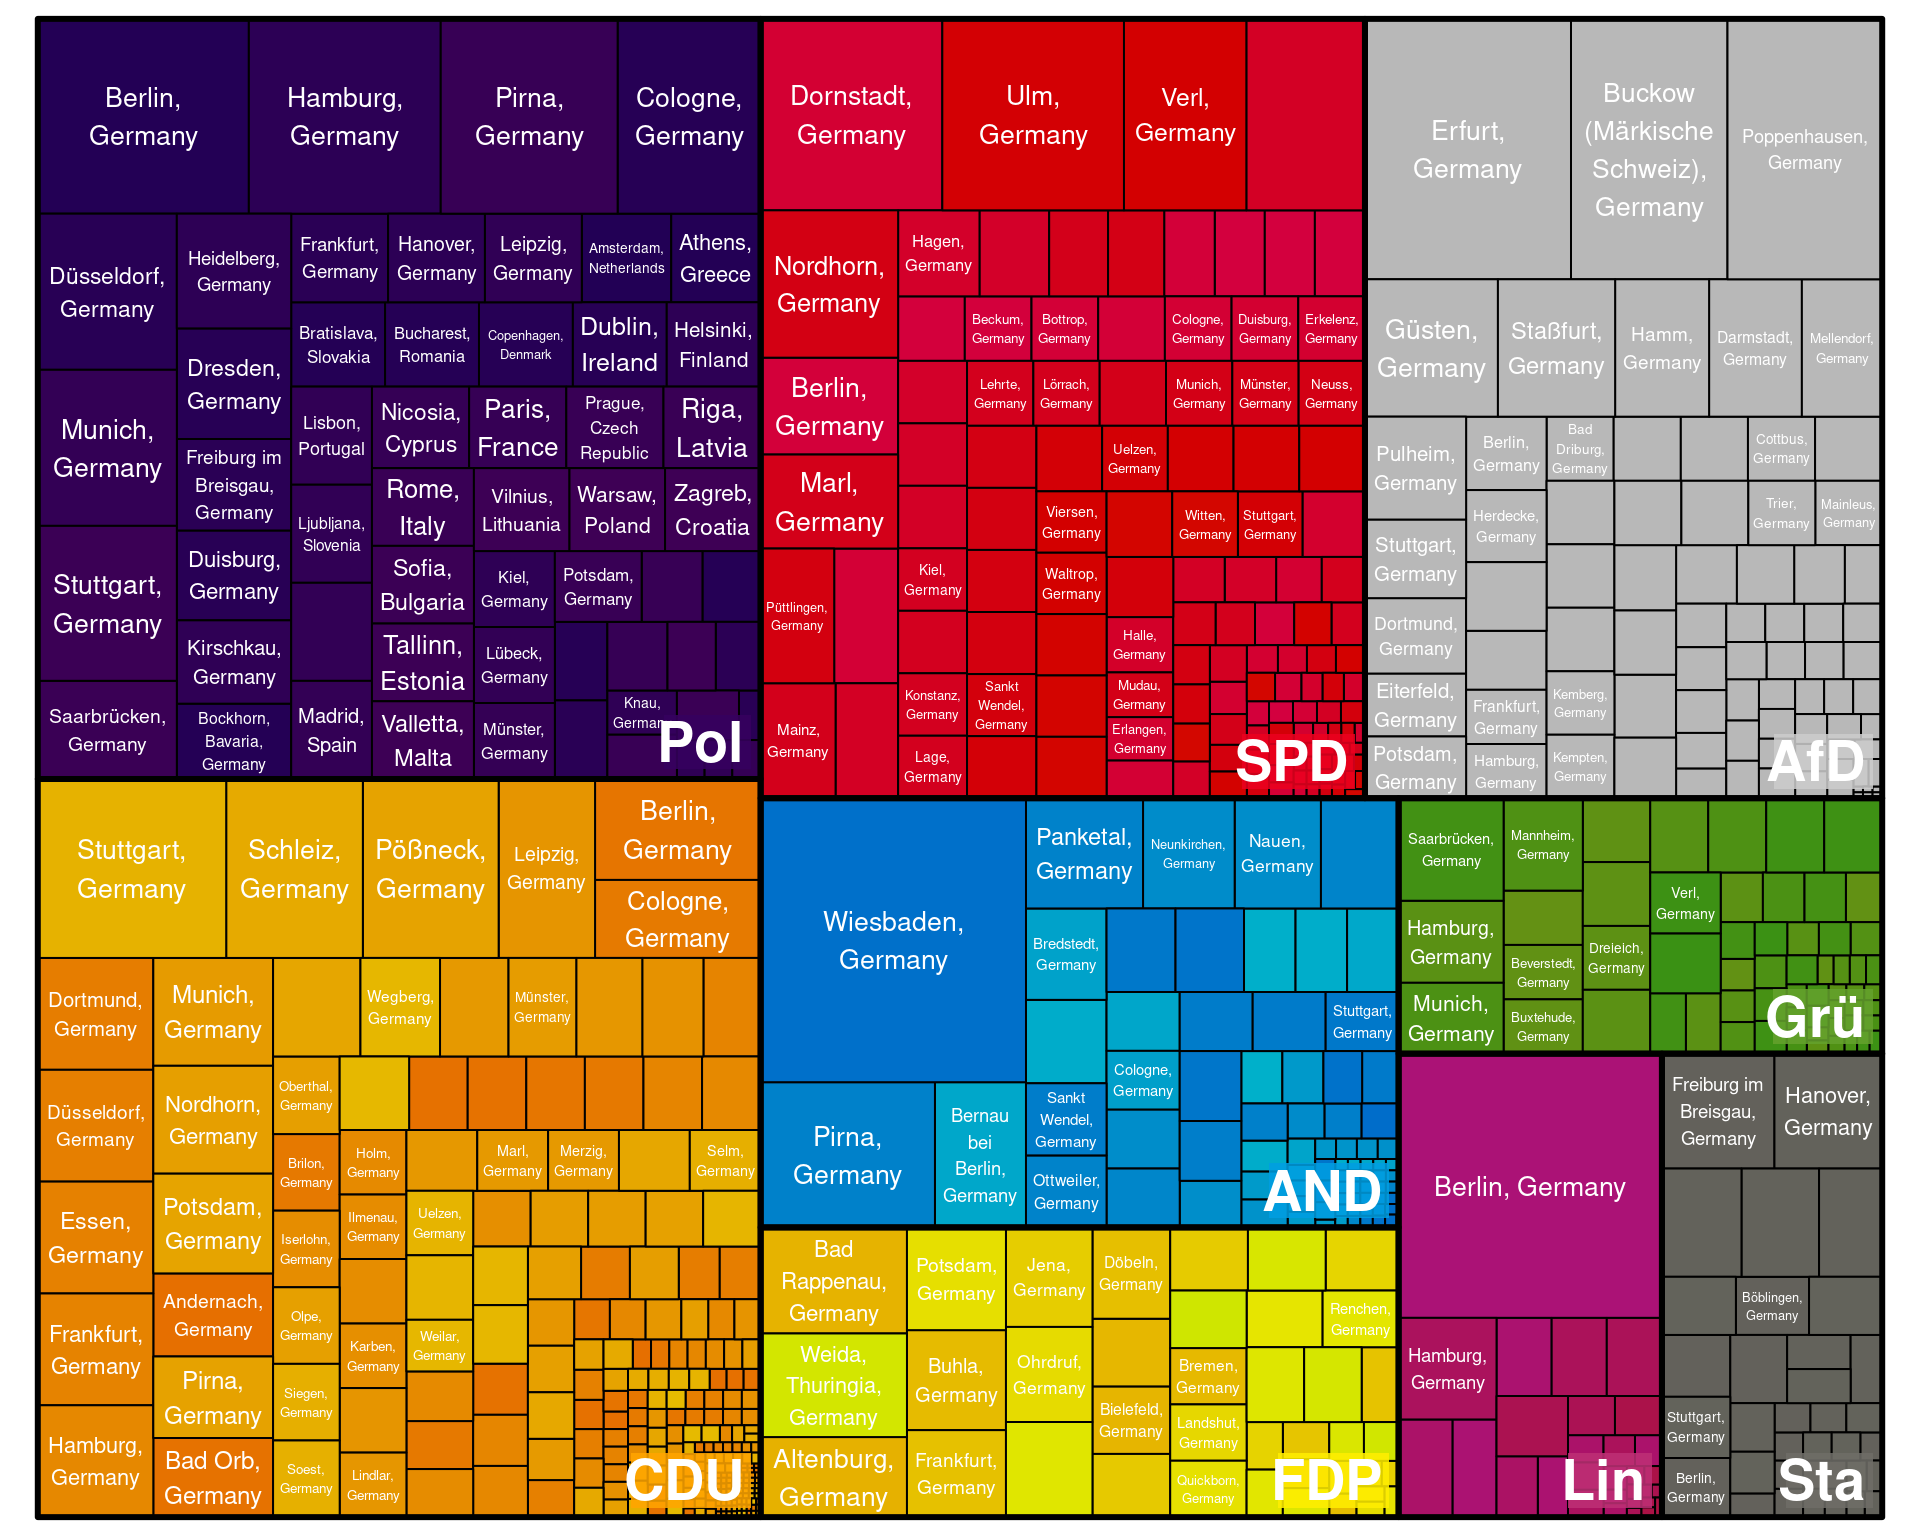 Berlin,
Germany
Hamburg,
Germany
Pirna,
Germany
Cologne,
Germany
Düsseldorf,
Germany
Munich,
Germany
Stuttgart,
Germany
Saarbrücken,
Germany
Heidelberg,
Germany
Dresden,
Germany
Freiburg im
Breisgau,
Germany
Duisburg,
Germany
Kirschkau,
Germany
Bockhorn,
Bavaria,
Germany
Frankfurt,
Germany
Hanover,
Germany
Leipzig,
Germany
Amsterdam,
Netherlands
Athens,
Greece
Bratislava,
Slovakia
Bucharest,
Romania
Copenhagen,
Denmark
Dublin,
Ireland
Helsinki,
Finland
Lisbon,
Portugal
Ljubljana,
Slovenia
Madrid,
Spain
Nicosia,
Cyprus
Paris,
France
Prague,
Czech
Republic
Riga,
Latvia
Rome,
Italy
Vilnius,
Lithuania
Warsaw,
Poland
Zagreb,
Croatia
Sofia,
Bulgaria
Tallinn,
Estonia
Valletta,
Malta
Kiel,
Germany
Potsdam,
Germany
Lübeck,
Germany
Münster,
Germany
Knau,
German
Pol
Dornstadt,
Germany
Ulm,
Germany
Verl,
Germany
Nordhorn,
Germany
Berlin,
Germany
Marl,
Germany
Püttlingen,
Germany
Mainz,
Germany
Hagen,
Germany
Beckum,
Germany
Bottrop,
Germany
Cologne,
Germany
Duisburg,
Germany
Erkelenz,
Germany
Lehrte,
Germany
Lörrach,
Germany
Munich,
Germany
Münster,
Germany
Neuss,
Germany
Uelzen,
Germany
Viersen,
Germany
Witten,
Germany
Stuttgart,
Germany
Kiel,
Germany
Waltrop,
Germany
Halle,
Germany
Konstanz,
Germany
Sankt
Wendel,
Germany
Mudau,
Germany
Erlangen,
Germany
Lage,
Germany
SPD
Erfurt,
Germany
Buckow
(Märkische
Schweiz),
Germany
Poppenhausen,
Germany
Güsten,
Germany
Staßfurt,
Germany
Hamm,
Germany
Darmstadt,
Germany
Mellendorf,
Germany
Pulheim,
Germany
Stuttgart,
Germany
Dortmund,
Germany
Eiterfeld,
Germany
Potsdam,
Germany
Berlin,
Germany
Herdecke,
Germany
Frankfurt,
Germany
Hamburg,
Germany
Bad
Driburg,
Germany
Kemberg,
Germany
Kempten,
Germany
Cottbus,
Germany
Trier,
Germany
Mainleus,
Germany
AfD
Stuttgart,
Germany
Schleiz,
Germany
Pößneck,
Germany
Leipzig,
Germany
Berlin,
Germany
Cologne,
Germany
Dortmund,
Germany
Düsseldorf,
Germany
Essen,
Germany
Frankfurt,
Germany
Hamburg,
Germany
Munich,
Germany
Nordhorn,
Germany
Potsdam,
Germany
Andernach,
Germany
Pirna,
Germany
Bad Orb,
Germany
Wegberg,
Germany
Münster,
Germany
Oberthal,
Germany
Brilon,
Germany
Iserlohn,
Germany
Olpe,
Germany
Siegen,
Germany
Soest,
Germany
Holm,
Germany
Ilmenau,
Germany
Karben,
Germany
Lindlar,
Germany
Marl,
Germany
Merzig,
Germany
Selm,
Germany
Uelzen,
Germany
Weilar,
Germany
CDU
Wiesbaden,
Germany
Pirna,
Germany
Bernau
bei
Berlin,
Germany
Panketal,
Germany
Neunkirchen,
Germany
Nauen,
Germany
Bredstedt,
Germany
Stuttgart,
Germany
Cologne,
Germany
Sankt
Wendel,
Germany
Ottweiler,
Germany
AND
Bad
Rappenau,
Germany
Weida,
Thuringia,
Germany
Altenburg,
Germany
Potsdam,
Germany
Buhla,
Germany
Frankfurt,
Germany
Jena,
Germany
Ohrdruf,
Germany
Döbeln,
Germany
Bielefeld,
Germany
Renchen,
Germany
Bremen,
Germany
Landshut,
Germany
Quickborn,
Germany
FDP
Saarbrücken,
Germany
Hamburg,
Germany
Munich,
Germany
Mannheim,
Germany
Beverstedt,
Germany
Buxtehude,
Germany
Dreieich,
Germany
Verl,
Germany
Grü
Berlin, Germany
Hamburg,
Germany
Lin
Freiburg im
Breisgau,
Germany
Hanover,
Germany
Böblingen,
Germany
Stuttgart,
Germany
Berlin,
Germany
Sta